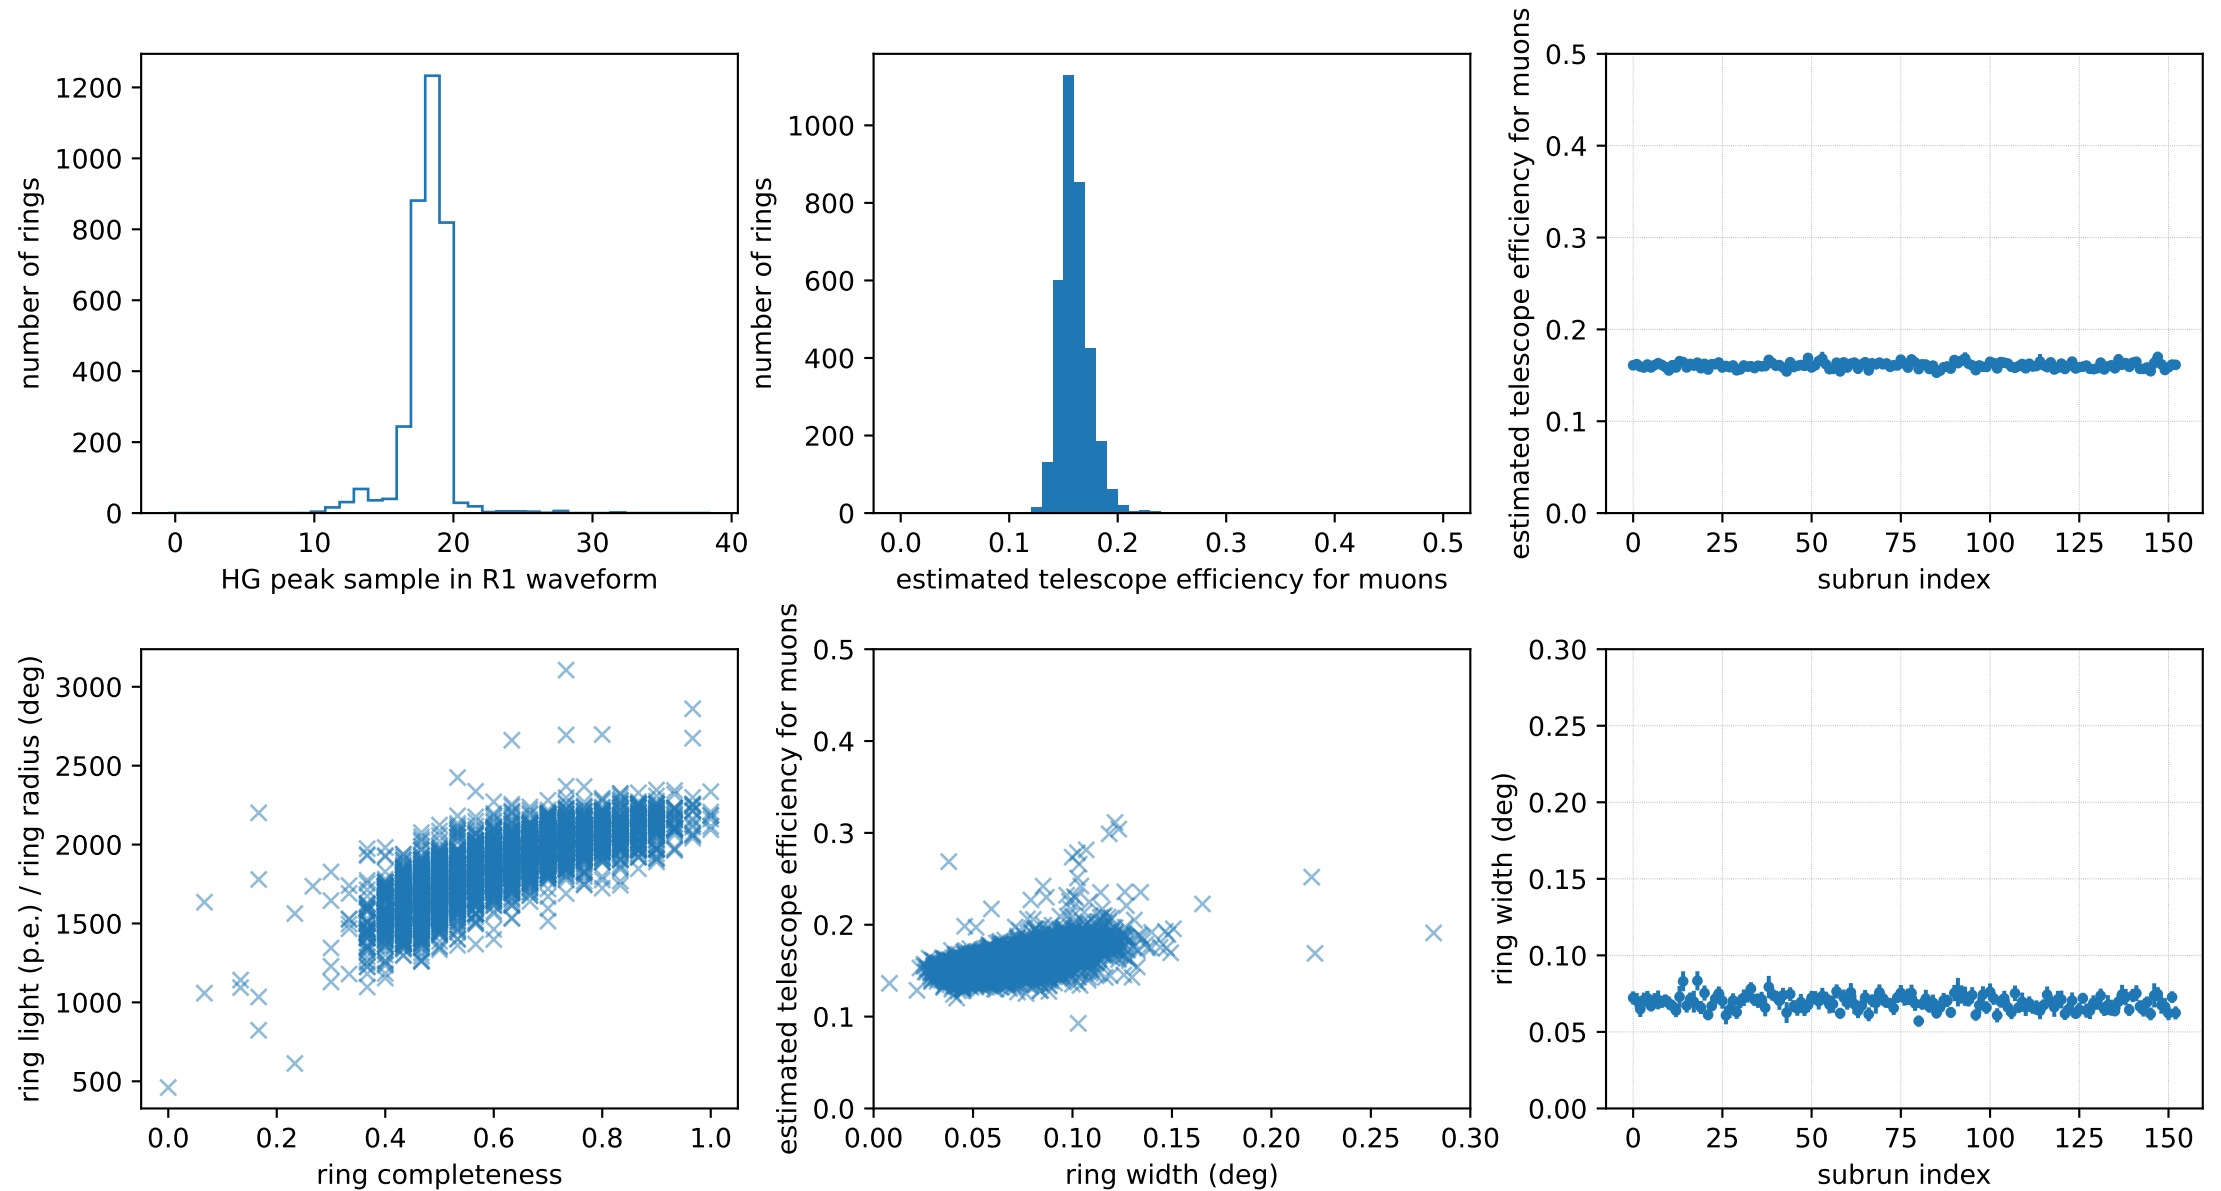 number of rings
1200
1000
800
600
400
200
0
0 10 20 30 40
HG peak sample in R1 waveform
number of rings
1000
800
600
400
200
0
0.0 0.1 0.2 0.3 0.4 0.5
estimated telescope efficiency for muons
estimated telescope efficiency for muons
0.5
0.4
0.3
0.2
0.1
0.0
0 25 50 75 100 125 150
subrun index
ring light (p.e.) / ring radius (deg)
3000
2500
2000
1500
1000
500
0.0 0.2 0.4 0.6 0.8 1.0
ring completeness
estimated telescope efficiency for muons
0.5
0.4
0.3
0.2
0.1
0.0
0.00 0.05 0.10 0.15 0.20 0.25 0.30
ring width (deg)
ring width (deg)
0.30
0.25
0.20
0.15
0.10
0.05
0.00
0 25 50 75 100 125 150
subrun index